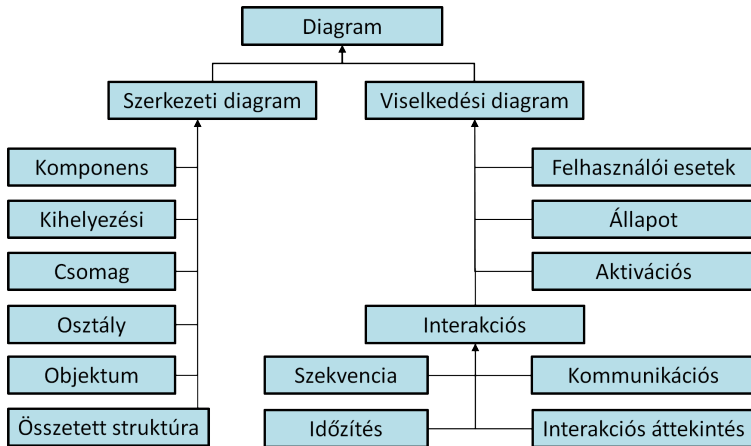 Diagram
Szerkezeti diagram
Viselkedési diagram
Komponens
Kihelyezési
Csomag
Osztály
Objektum
Összetett struktúra
Felhasználói esetek
Állapot
Aktivációs
Interakciós
Szekvencia
Kommunikációs
Időzítés
Interakciós áttekintés